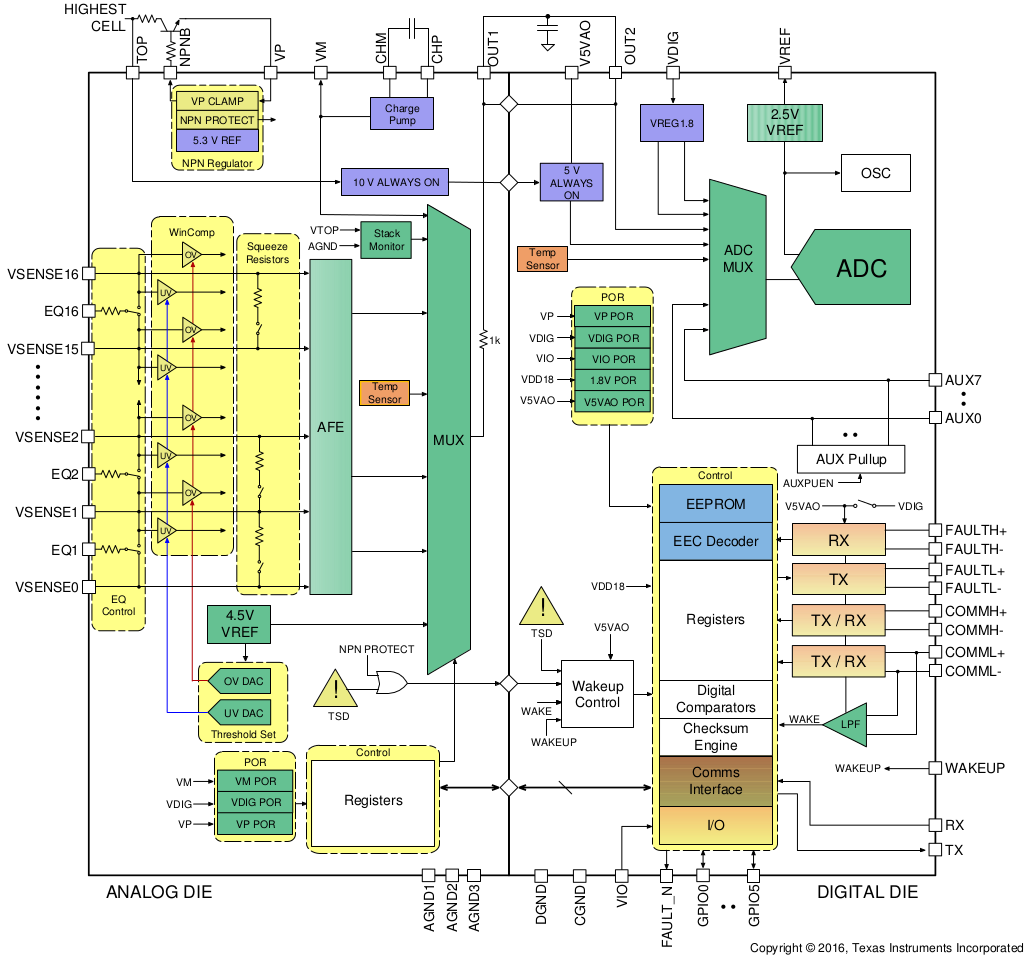 HIGHEST
CELL
TOP
NPNB
VP
VM
CHM
CHP
OUT1
V5VAO
OUT2
VDIG
VREF
VP CLAMP
NPN PROTECT
5.3 V REF
NPN Regulator
Charge
Pump
VREG1.8
2.5V
VREF
OSC
10 V ALWAYS ON
5 V
ALWAYS
ON
WinComp
Squeeze
Resistors
VTOP
AGND
Stack
Monitor
Temp
Sensor
ADC
MUX
ADC
VSENSE16
EQ16
VSENSE15
VSENSE2
EQ2
VSENSE1
EQ1
VSENSE0
OV
UV
OV
UV
OV
UV
OV
UV
EQ
Control
AFE
Temp
Sensor
MUX
1k
POR
VP
VP POR
VDIG
VDIG POR
VIO
VIO POR
VDD18
1.8V POR
V5VAO
V5VAO POR
AUX7
AUX0
AUX Pullup
AUXPUEN
V5VAO
VDIG
Control
EEPROM
EEC Decoder
Registers
Digital
Comparators
Checksum
Engine
Comms
Interface
I/O
RX
TX
TX / RX
TX / RX
FAULTH+
FAULTH-
FAULTL+
FAULTL-
COMMH+
COMMH-
COMML+
COMML-
VDD18
WAKE
LPF
WAKEUP
WAKEUP
RX
TX
4.5V
VREF
OV DAC
UV DAC
Threshold Set
NPN PROTECT
!
TSD
!
TSD
V5VAO
Wakeup
Control
WAKE
WAKEUP
POR
VM
VM POR
VDIG
VDIG POR
VP
VP POR
Control
Registers
ANALOG DIE
DIGITAL DIE
AGND1
AGND2
AGND3
DGND
CGND
VIO
FAULT_N
GPIO0
GPIO5
Copyright © 2016, Texas Instruments Incorporated